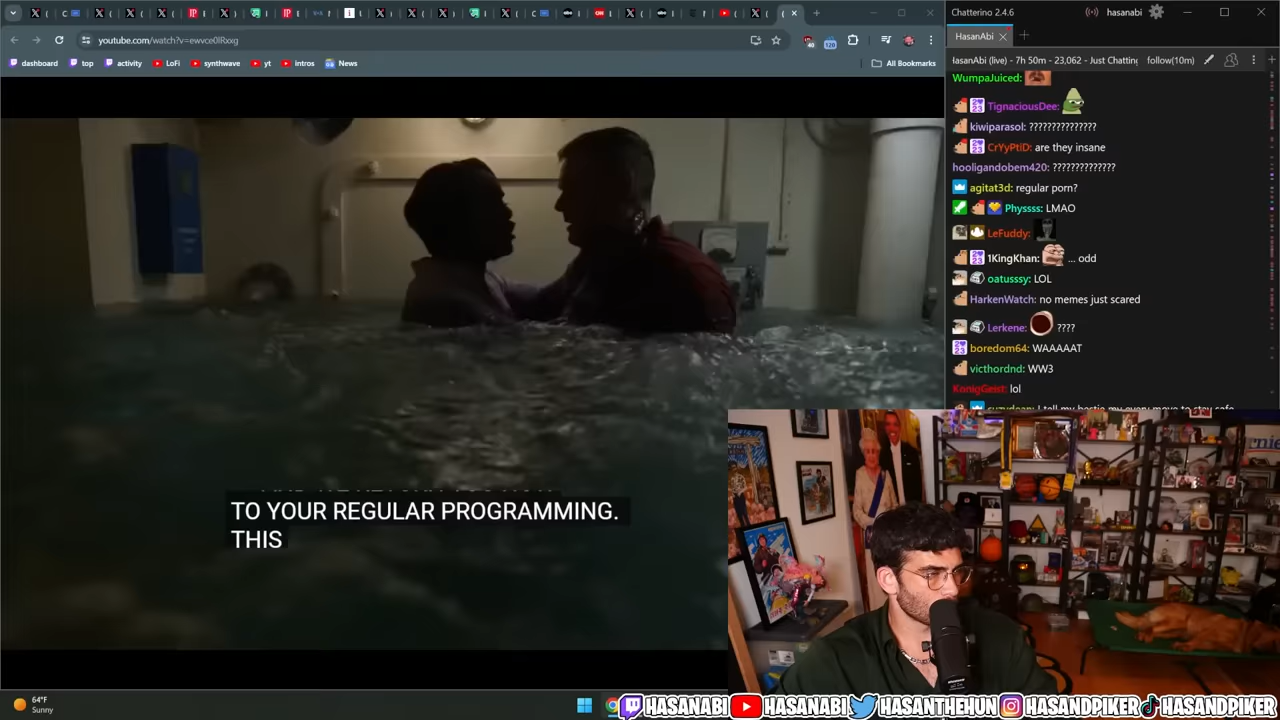 Chatterino 2.4.6
hasanabi
youtube.com/watch?v=ewvce0lRxxg
HasanAbi
dashboard
top
activity
LoFi
synthwave
yt
intros
News
All Bookmarks
HasanAbi (live) - 7h 50m - 23,062 - Just Chatting
follow(10m)
WumpaJuiced:
TignaciousDee:
kiwiparasol: ???????????????
CrYyPtiD: are they insane
hooligandobem420: ??????????????
agitat3d: regular porn?
Physsss: LMAO
LeFuddy:
1KingKhan: ... odd
oatusssy: LOL
HarkenWatch: no memes just scared
Lerkene: ????
boredom64: WAAAAAT
victhordnd: WW3
KonigGeist: lol
TO YOUR REGULAR PROGRAMMING.
THIS
64°F
Sunny
HASANABI
HASANABI
HASANTHEHUN
HASANDPIKER
HASANDPIKER